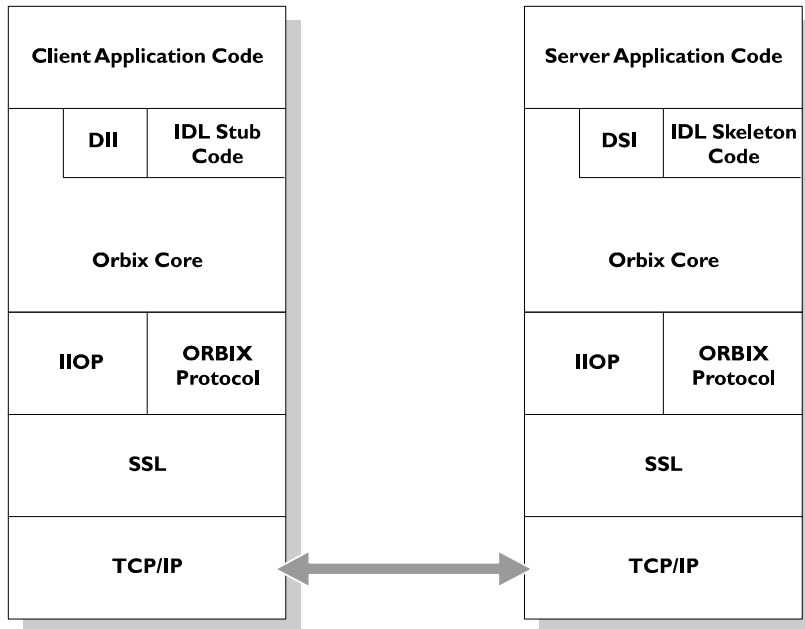 Client Application Code
DII
IDL Stub
Code
Orbix Core
IIOP
ORBIX
Protocol
SSL
TCP/IP
Server Application Code
DSI
IDL Skeleton
Code
Orbix Core
IIOP
ORBIX
Protocol
SSL
TCP/IP